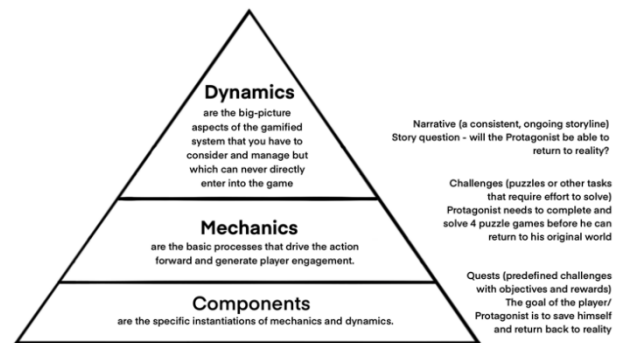 Dynamics
are the big-picture
aspects of the gamified
system that you have to
consider and manage but
which can never directly
enter into the game
Narrative (a consistent, ongoing storyline)
Story question - will the Protagonist be able to
return to reality?
Mechanics
are the basic processes that drive the action
forward and generate player engagement.
Challenges (puzzles or other tasks
that require effort to solve)
Protagonist needs to complete and
solve 4 puzzle games before he can
return to his original world
Components
are the specific instantiations of mechanics and dynamics.
Quests (predefined challenges
with objectives and rewards)
The goal of the player/
Protagonist is to save himself
and return back to reality